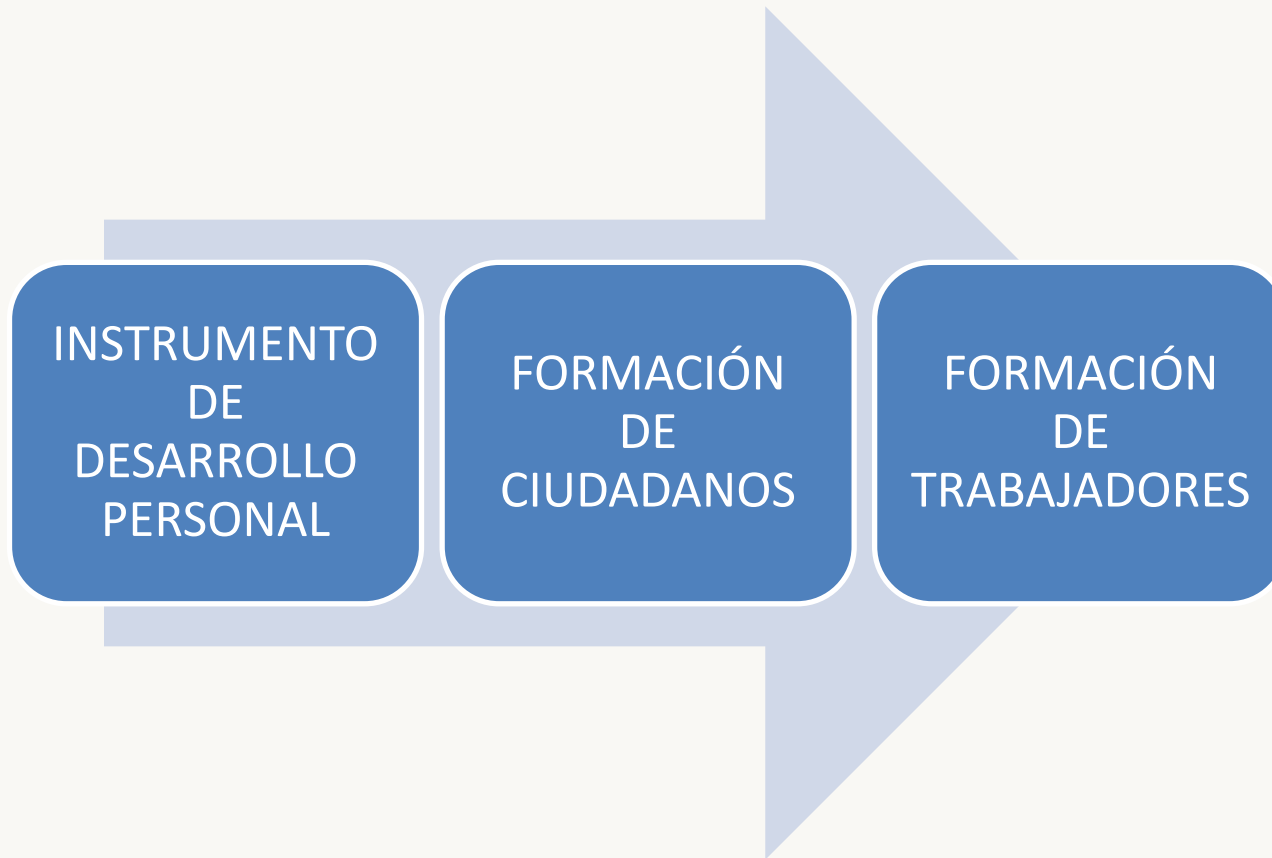 INSTRUMENTO
DE
DESARROLLO
PERSONAL
FORMACIÓN
DE
CIUDADANOS
FORMACIÓN
DE
TRABAJADORES